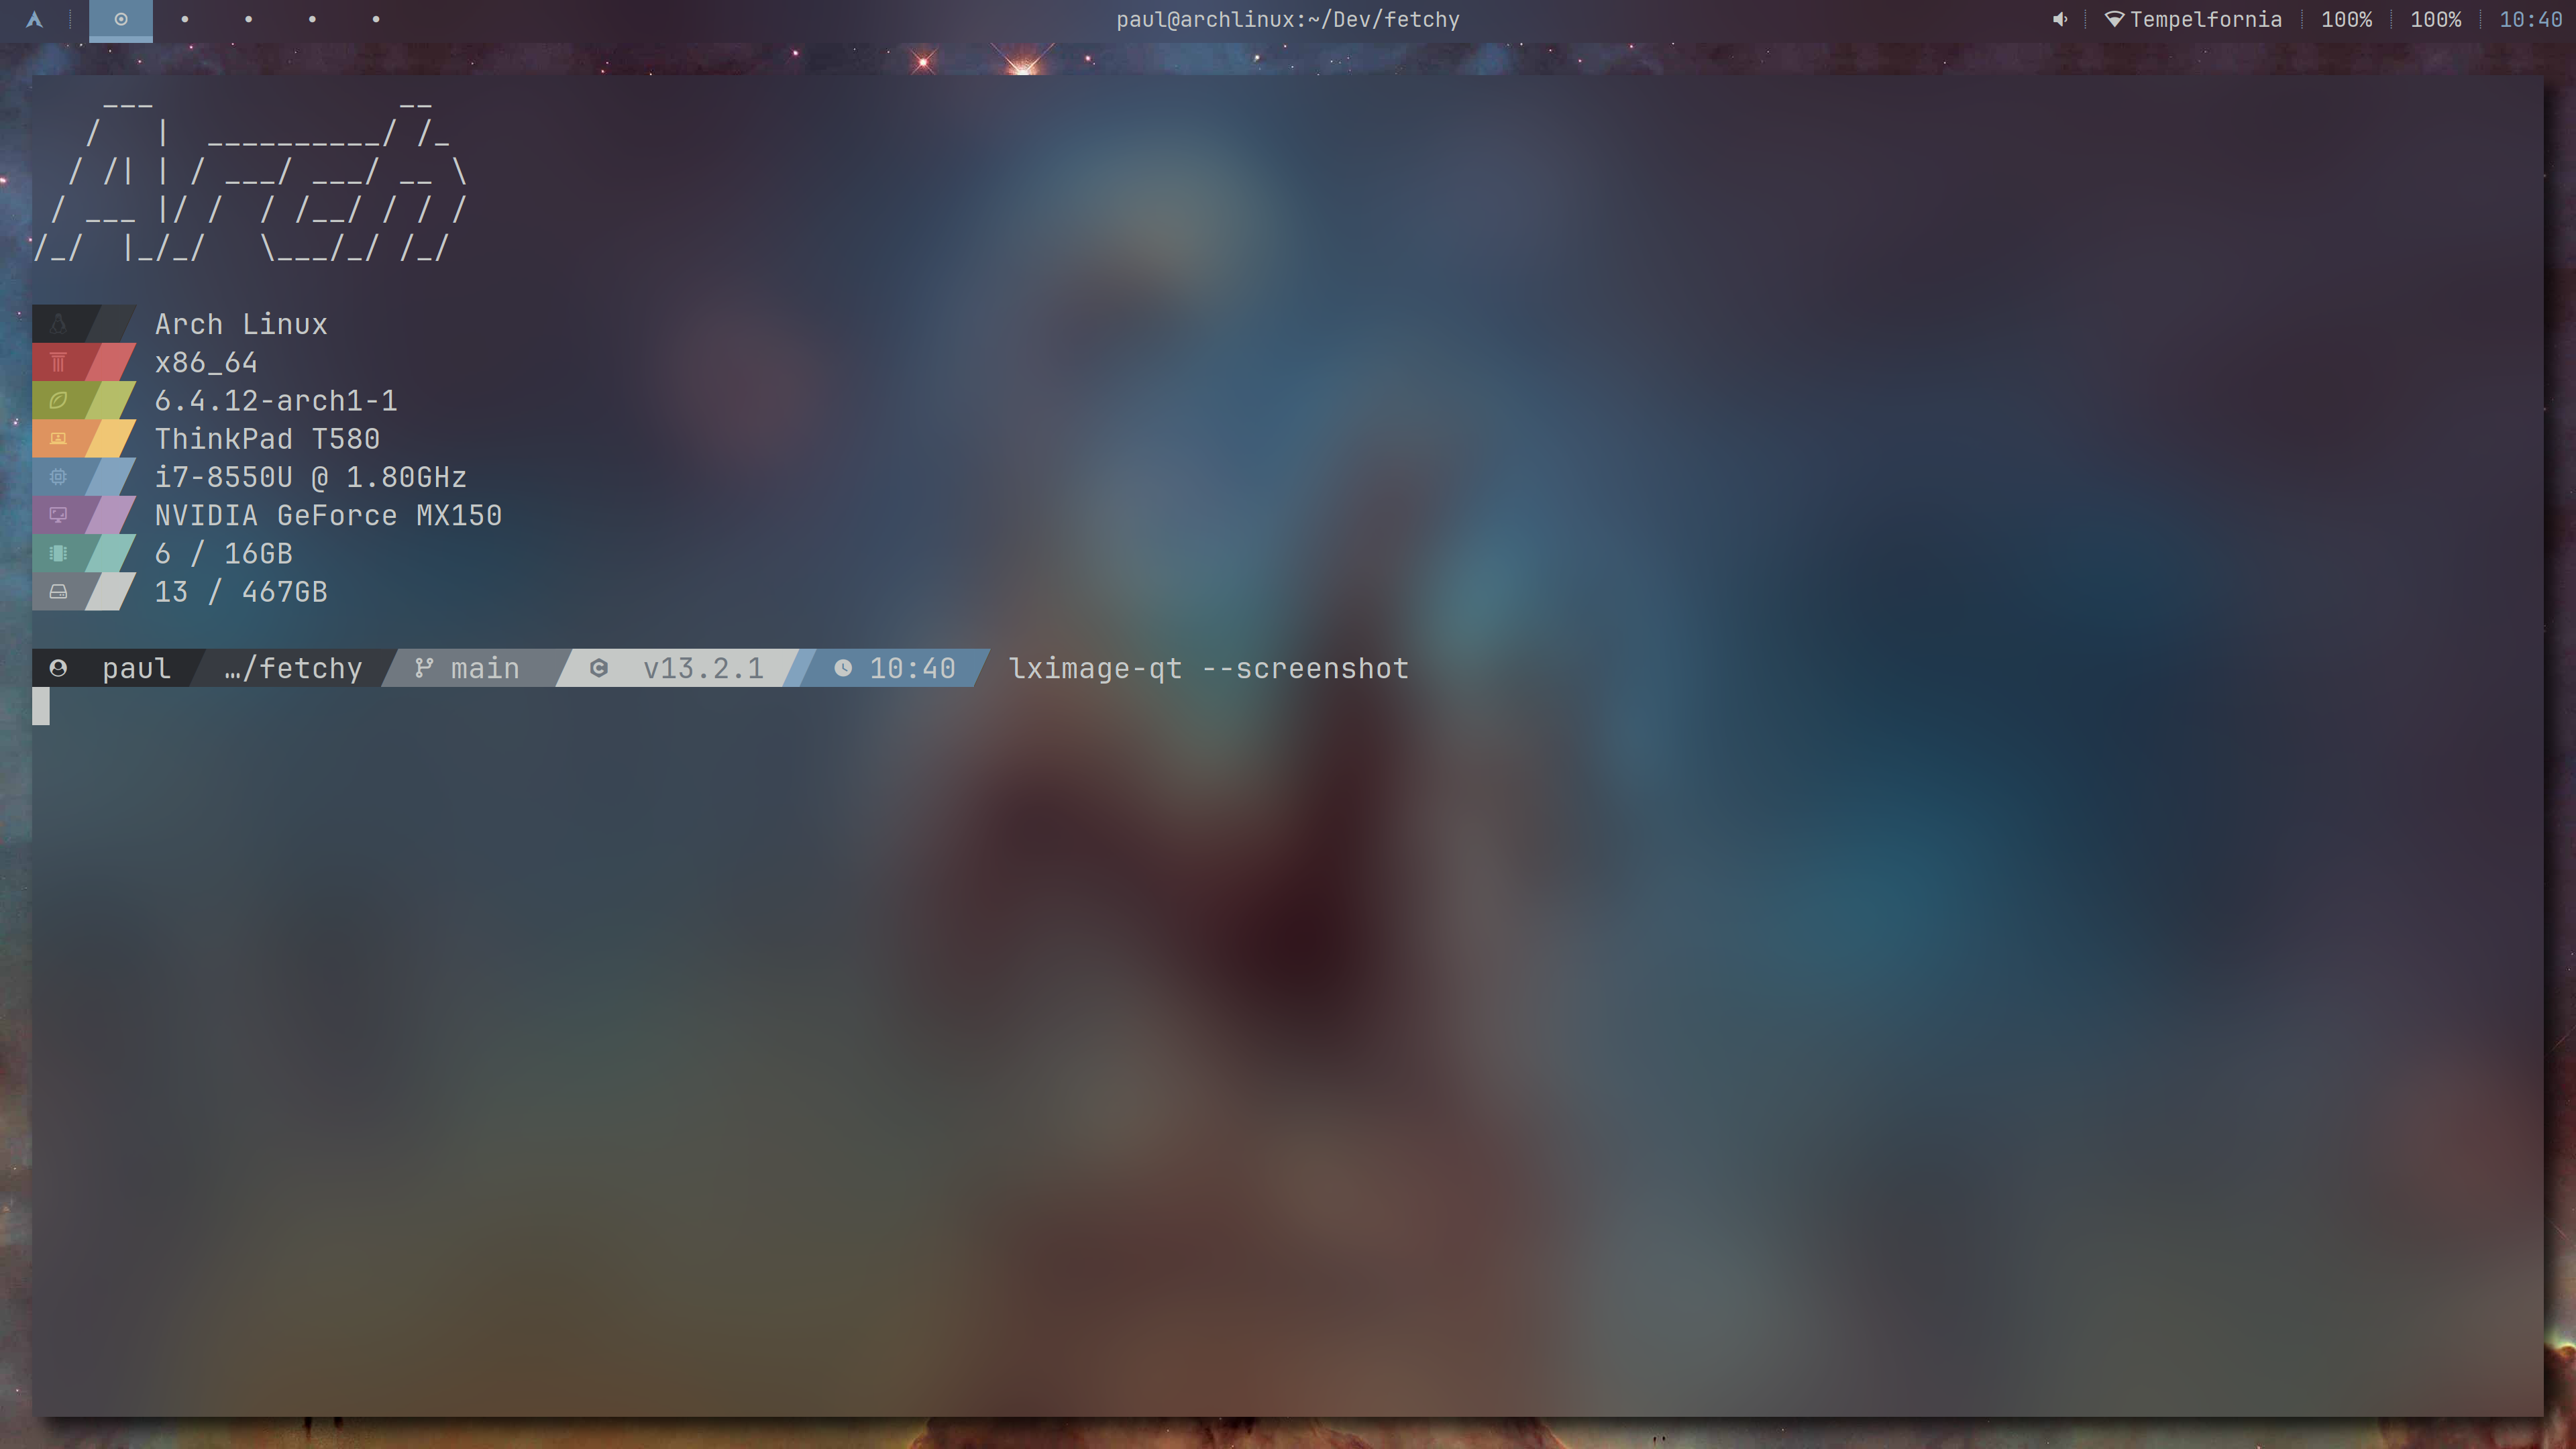 paul@archlinux:~/Dev/fetchy
Tempelfornia 100% 100% 10:40
    ___              __
   /   |  __________/ /_
  / /| | / ___/ ___/ __ \
 / ___ |/ /  / /__/ / / /
/_/  |_/_/   \___/_/ /_/
Arch Linux
x86_64
6.4.12-arch1-1
ThinkPad T580
i7-8550U @ 1.80GHz
NVIDIA GeForce MX150
6 / 16GB
13 / 467GB
paul …/fetchy main v13.2.1 10:40 lximage-qt --screenshot